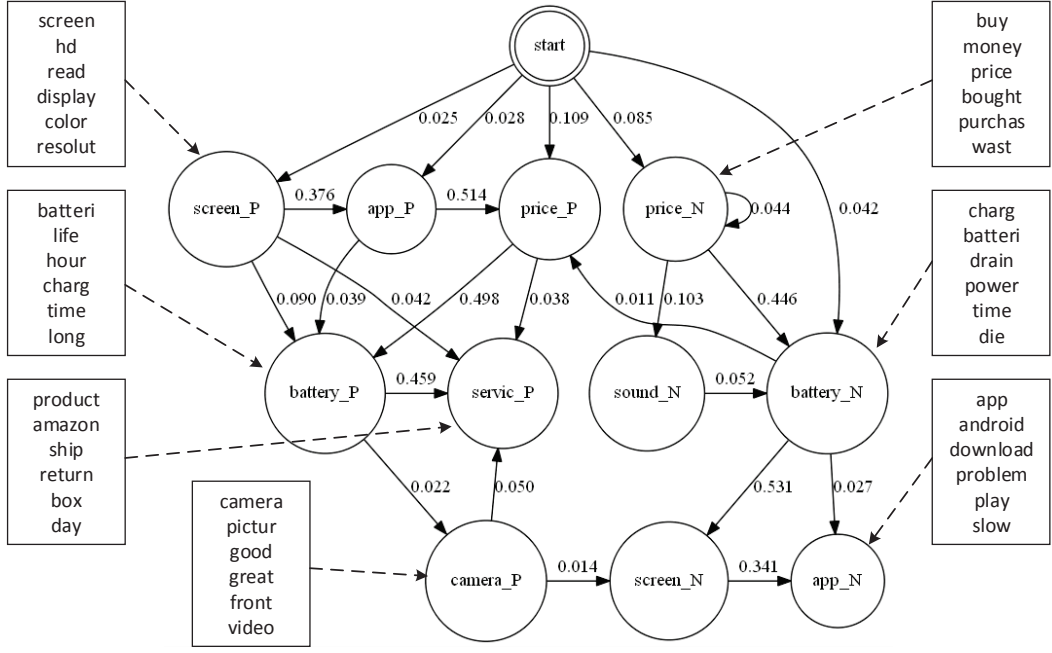 screen
hd
read
display
color
resolut
start
buy
money
price
bought
purchas
wast
0.025
0.028
0.109
0.085
screen_P
0.376
app_P
0.514
price_P
price_N
0.044
0.042
batteri
life
hour
charg
time
long
charg
batteri
drain
power
time
die
0.090
0.039
0.042
0.498
0.038
0.011
0.103
0.446
battery_P
0.459
servic_P
sound_N
0.052
battery_N
product
amazon
ship
return
box
day
app
android
download
problem
play
slow
0.022
0.050
0.531
0.027
camera
pictur
good
great
front
video
camera_P
0.014
screen_N
0.341
app_N